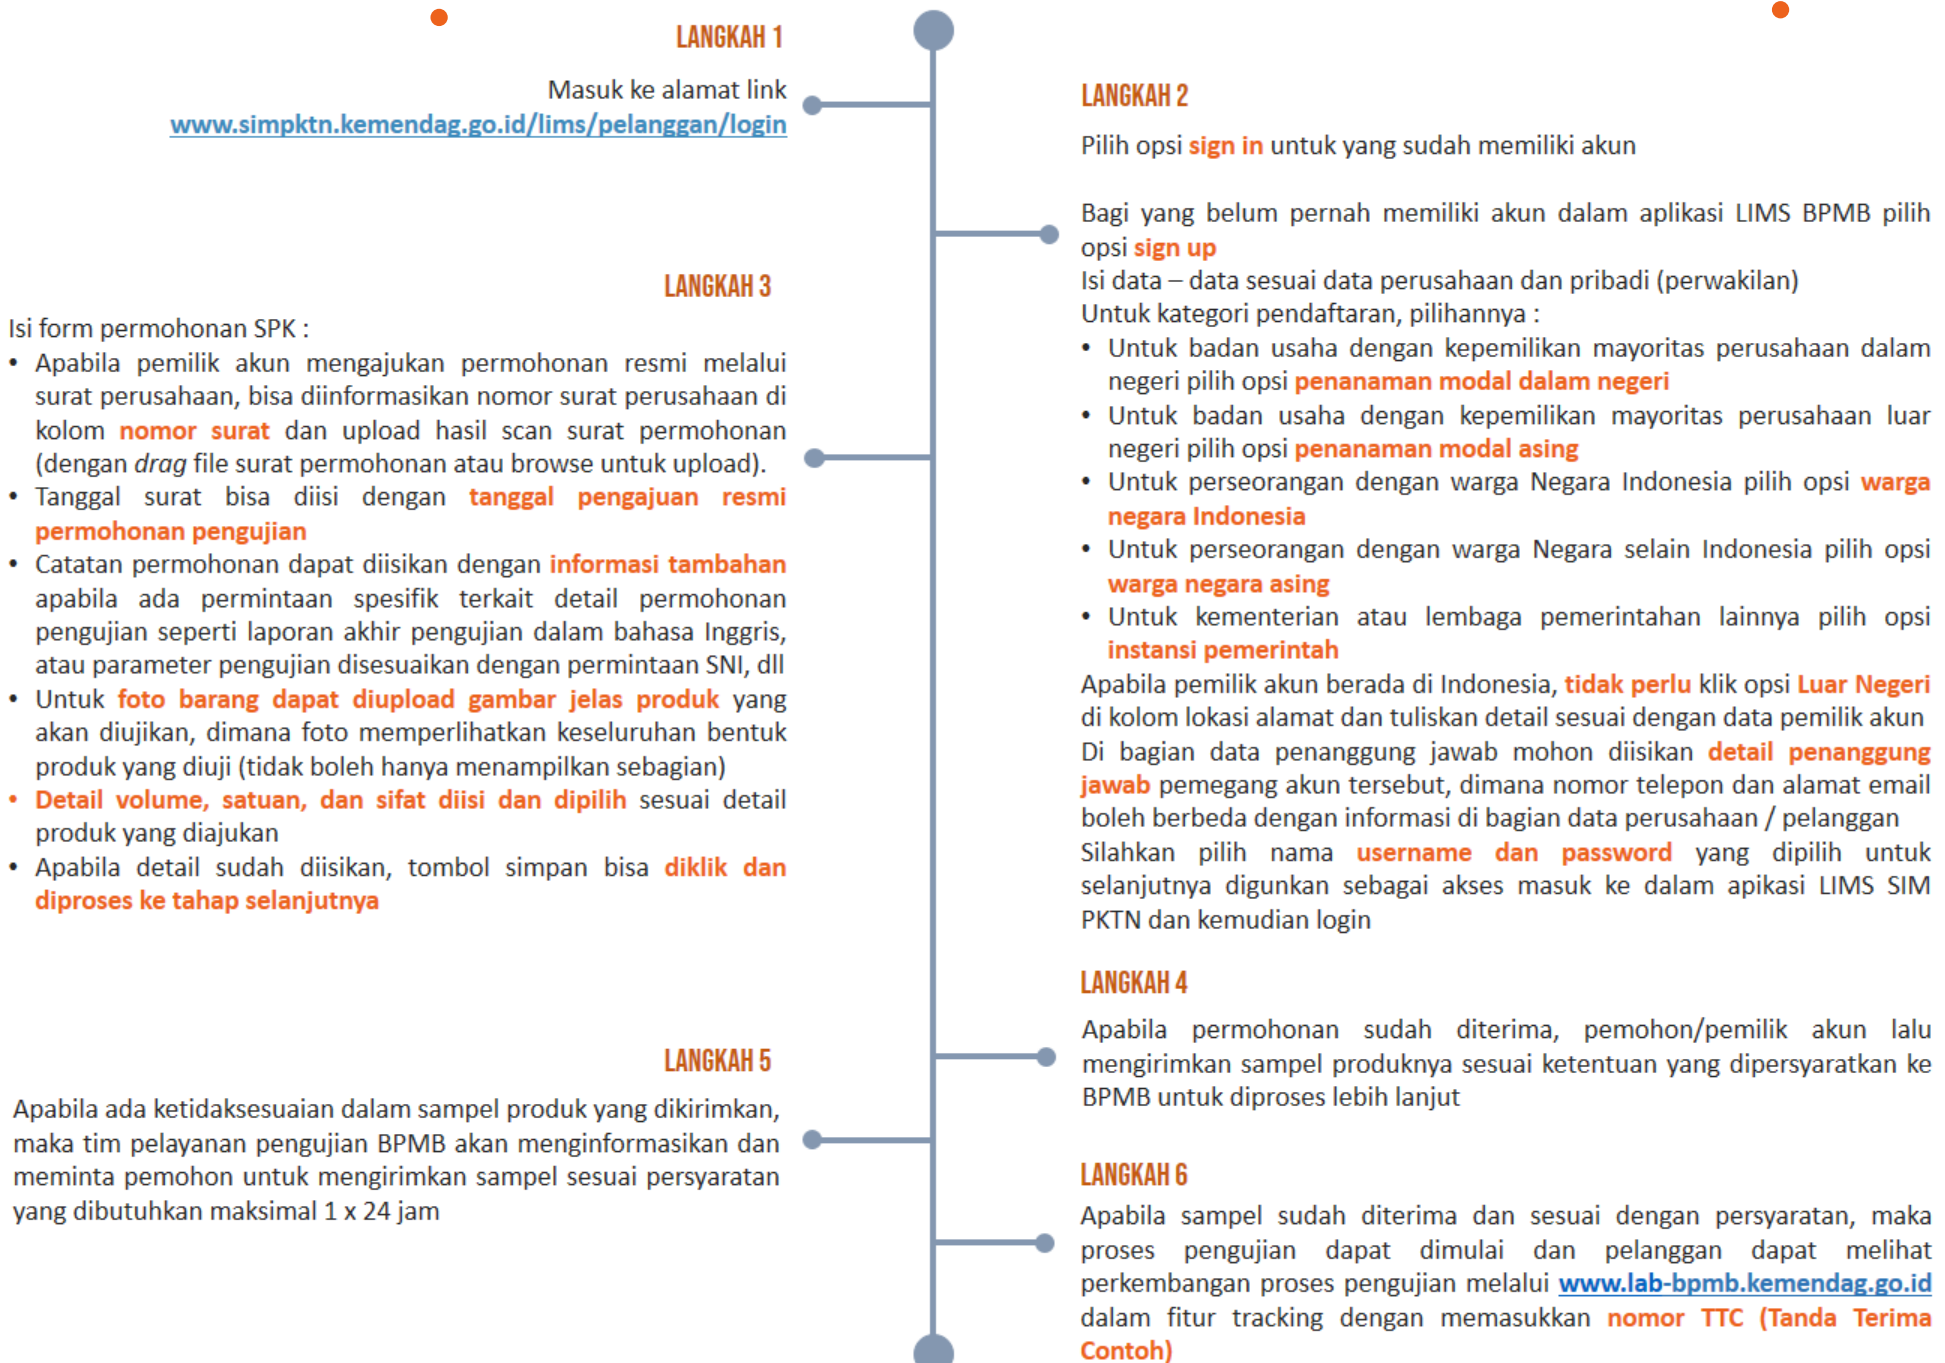 LANGKAH 1
Masuk ke alamat link
www.simpktn.kemendag.go.id/lims/pelanggan/login
LANGKAH 2
Pilih opsi sign in untuk yang sudah memiliki akun
Bagi yang belum pernah memiliki akun dalam aplikasi LIMS BPMB pilih
opsi sign up
Isi data – data sesuai data perusahaan dan pribadi (perwakilan)
Untuk kategori pendaftaran, pilihannya :
• Untuk badan usaha dengan kepemilikan mayoritas perusahaan dalam
negeri pilih opsi penanaman modal dalam negeri
• Untuk badan usaha dengan kepemilikan mayoritas perusahaan luar
negeri pilih opsi penanaman modal asing
• Untuk perseorangan dengan warga Negara Indonesia pilih opsi warga
negara Indonesia
• Untuk perseorangan dengan warga Negara selain Indonesia pilih opsi
warga negara asing
• Untuk kementerian atau lembaga pemerintahan lainnya pilih opsi
instansi pemerintah
Apabila pemilik akun berada di Indonesia, tidak perlu klik opsi Luar Negeri
di kolom lokasi alamat dan tuliskan detail sesuai dengan data pemilik akun
Di bagian data penanggung jawab mohon diisikan detail penanggung
jawab pemegang akun tersebut, dimana nomor telepon dan alamat email
boleh berbeda dengan informasi di bagian data perusahaan / pelanggan
Silahkan pilih nama username dan password yang dipilih untuk
selanjutnya digunkan sebagai akses masuk ke dalam apikasi LIMS SIM
PKTN dan kemudian login
LANGKAH 3
Isi form permohonan SPK :
• Apabila pemilik akun mengajukan permohonan resmi melalui
surat perusahaan, bisa diinformasikan nomor surat perusahaan di
kolom nomor surat dan upload hasil scan surat permohonan
(dengan drag file surat permohonan atau browse untuk upload).
• Tanggal surat bisa diisi dengan tanggal pengajuan resmi
permohonan pengujian
• Catatan permohonan dapat diisikan dengan informasi tambahan
apabila ada permintaan spesifik terkait detail permohonan
pengujian seperti laporan akhir pengujian dalam bahasa Inggris,
atau parameter pengujian disesuaikan dengan permintaan SNI, dll
• Untuk foto barang dapat diupload gambar jelas produk yang
akan diujikan, dimana foto memperlihatkan keseluruhan bentuk
produk yang diuji (tidak boleh hanya menampilkan sebagian)
• Detail volume, satuan, dan sifat diisi dan dipilih sesuai detail
produk yang diajukan
• Apabila detail sudah diisikan, tombol simpan bisa diklik dan
diproses ke tahap selanjutnya
LANGKAH 4
Apabila permohonan sudah diterima, pemohon/pemilik akun lalu
mengirimkan sampel produknya sesuai ketentuan yang dipersyaratkan ke
BPMB untuk diproses lebih lanjut
LANGKAH 5
Apabila ada ketidaksesuaian dalam sampel produk yang dikirimkan,
maka tim pelayanan pengujian BPMB akan menginformasikan dan
meminta pemohon untuk mengirimkan sampel sesuai persyaratan
yang dibutuhkan maksimal 1 x 24 jam
LANGKAH 6
Apabila sampel sudah diterima dan sesuai dengan persyaratan, maka
proses pengujian dapat dimulai dan pelanggan dapat melihat
perkembangan proses pengujian melalui www.lab-bpmb.kemendag.go.id
dalam fitur tracking dengan memasukkan nomor TTC (Tanda Terima
Contoh)